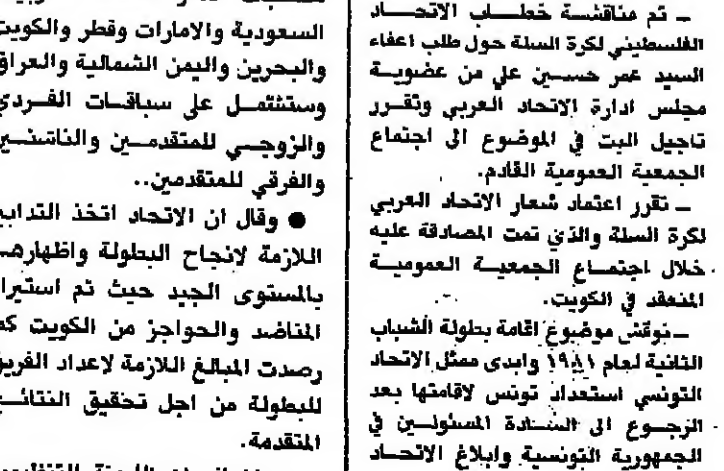 ـ تم مناقشة خطاب الاتحاد
الفلسطيني لكرة السلة حول طلب اعفاء
السيد عمر حسين علي من عضوية
مجلس ادارة الاتحاد العربي وتقرر
تاجيل البت في الموضوع الى اجتماع
الجمعية العمومية القادم.
ـ تقرر اعتماد شعار الاتحاد العربي
لكرة السلة والذي تمت المصادقة عليه
خلال اجتماع الجمعية العمومية
المنعقد في الكويت.
ـ نوقش موضوع اقامة بطولة الشباب
الثانية لعام ١٩٨١ وابدى ممثل الاتحاد
التونسي استعداد تونس لاقامتها بعد
الرجوع الى السادة المسئولين في
الجمهورية التونسية وابلاغ الاتحاد
السعودية والامارات وقطر والكويت
والبحرين واليمن الشمالية والعراق
وستشتمل على سباقات الفردي
والزوجي للمتقدمين والناشئين
والفرقي للمتقدمين..
● وقال ان الاتحاد اتخذ التدابي
اللازمة لانجاح البطولة واظهاره
بالمستوى الجيد حيث تم استيرا
المناضد والحواجز من الكويت كم
رصدت المبالغ اللازمة لاعداد الفريق
للبطولة من اجل تحقيق النتائج
المتقدمة.